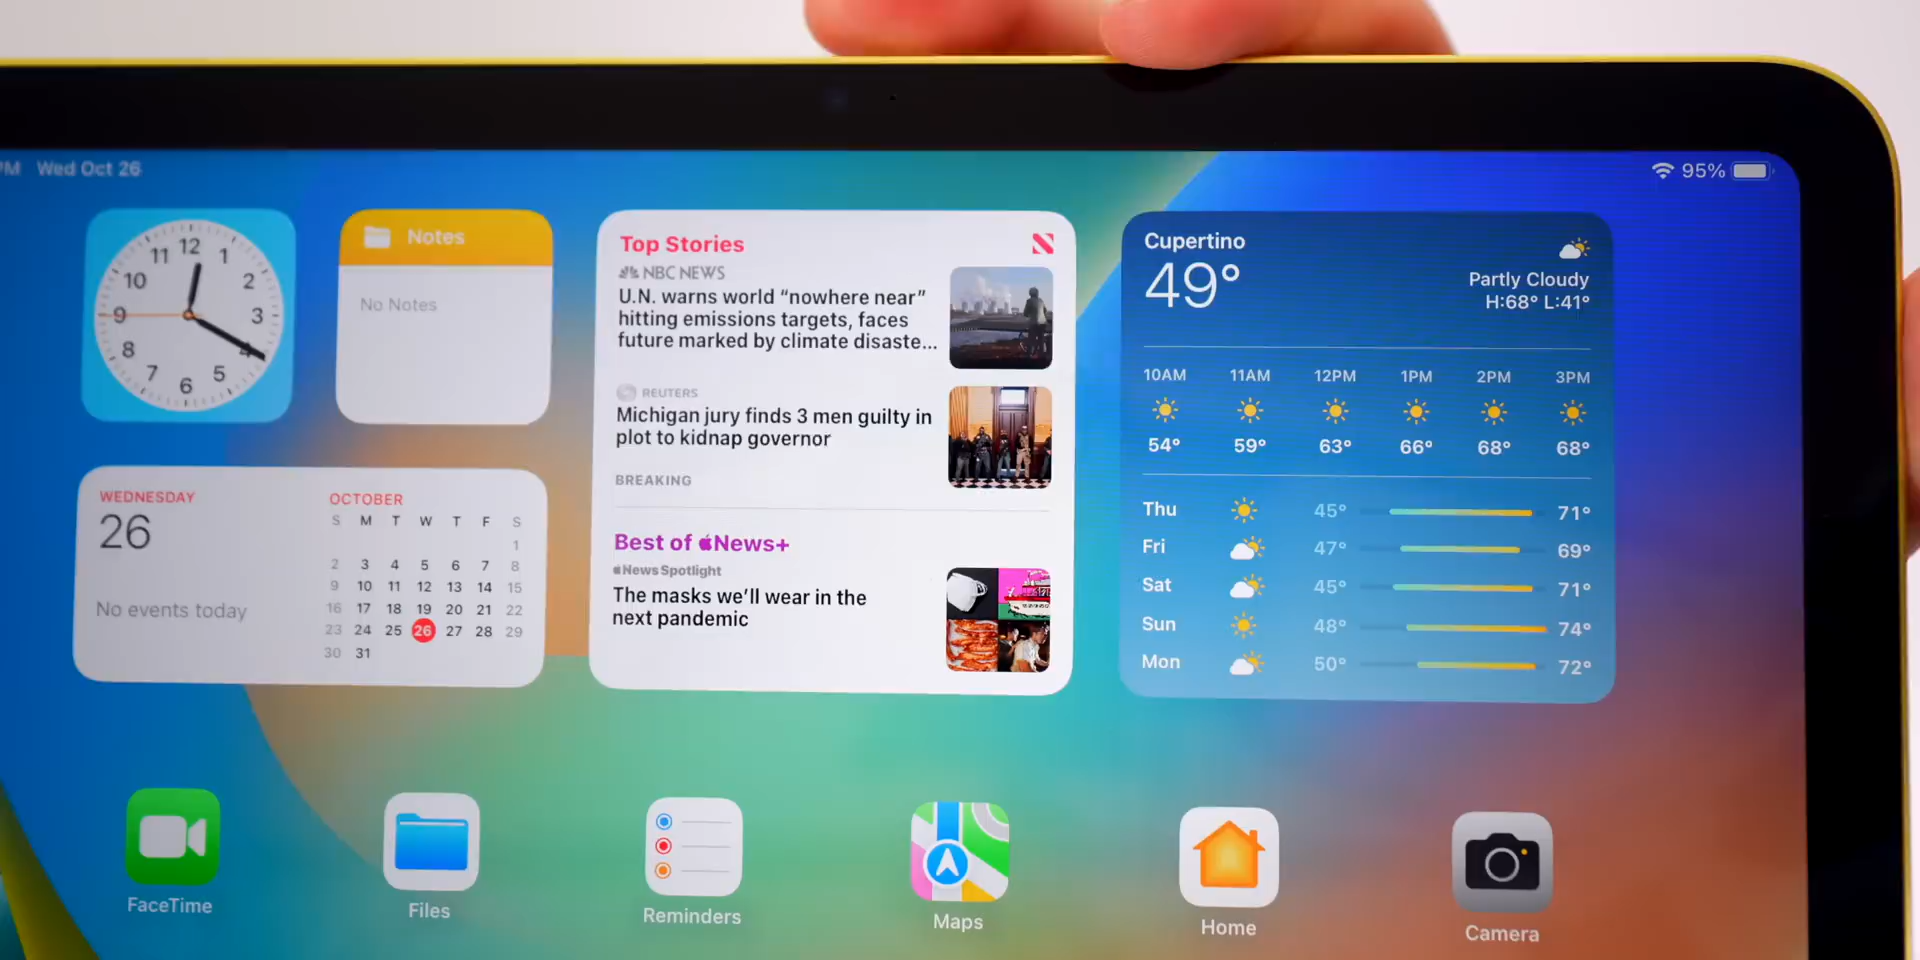 PM Wed Oct 26
95%
12
11 1
10 2
9 3
8 4
7 5
6
Notes
No Notes
WEDNESDAY
26
No events today
OCTOBER
S M T W T F S
1
2 3 4 5 6 7 8
9 10 11 12 13 14 15
16 17 18 19 20 21 22
23 24 25 26 27 28 29
30 31
Top Stories
NBC NEWS
U.N. warns world “nowhere near”
hitting emissions targets, faces
future marked by climate disaste...
REUTERS
Michigan jury finds 3 men guilty in
plot to kidnap governor
BREAKING
Best of News+
News Spotlight
The masks we’ll wear in the
next pandemic
Cupertino
49°
Partly Cloudy
H:68° L:41°
10AM 11AM 12PM 1PM 2PM 3PM
54° 59° 63° 66° 68° 68°
Thu 45° 71°
Fri 47° 69°
Sat 45° 71°
Sun 48° 74°
Mon 50° 72°
FaceTime
Files
Reminders
Maps
Home
Camera